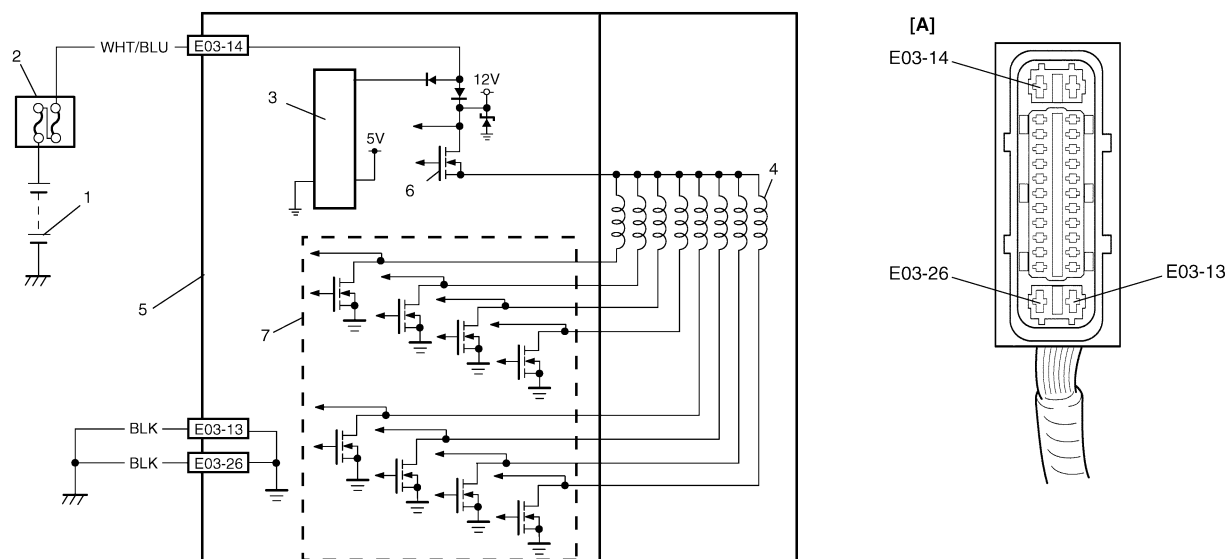 [A]
WHT/BLU
E03-14
E03-14
2
12V
3
5V
6
4
1
E03-26
E03-13
5
7
BLK
E03-13
BLK
E03-26